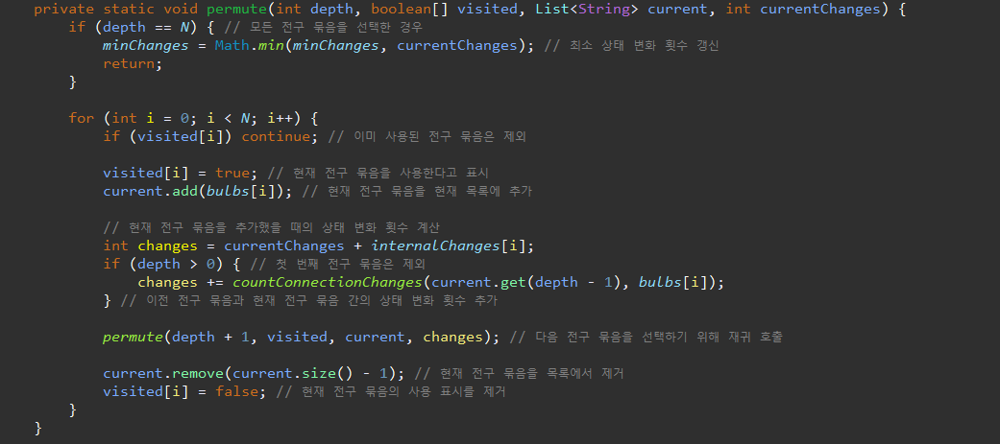 private static void permute(int depth, boolean[] visited, List<String> current, int currentChanges) {
    if (depth == N) { // 모든 전구 묶음을 선택한 경우
        minChanges = Math.min(minChanges, currentChanges); // 최소 상태 변화 횟수 갱신
        return;
    }

    for (int i = 0; i < N; i++) {
        if (visited[i]) continue; // 이미 사용된 전구 묶음은 제외

        visited[i] = true; // 현재 전구 묶음을 사용한다고 표시
        current.add(bulbs[i]); // 현재 전구 묶음을 현재 목록에 추가

        // 현재 전구 묶음을 추가했을 때의 상태 변화 횟수 계산
        int changes = currentChanges + internalChanges[i];
        if (depth > 0) { // 첫 번째 전구 묶음은 제외
            changes += countConnectionChanges(current.get(depth - 1), bulbs[i]);
        } // 이전 전구 묶음과 현재 전구 묶음 간의 상태 변화 횟수 추가

        permute(depth + 1, visited, current, changes); // 다음 전구 묶음을 선택하기 위해 재귀 호출

        current.remove(current.size() - 1); // 현재 전구 묶음을 목록에서 제거
        visited[i] = false; // 현재 전구 묶음의 사용 표시를 제거
    }
}